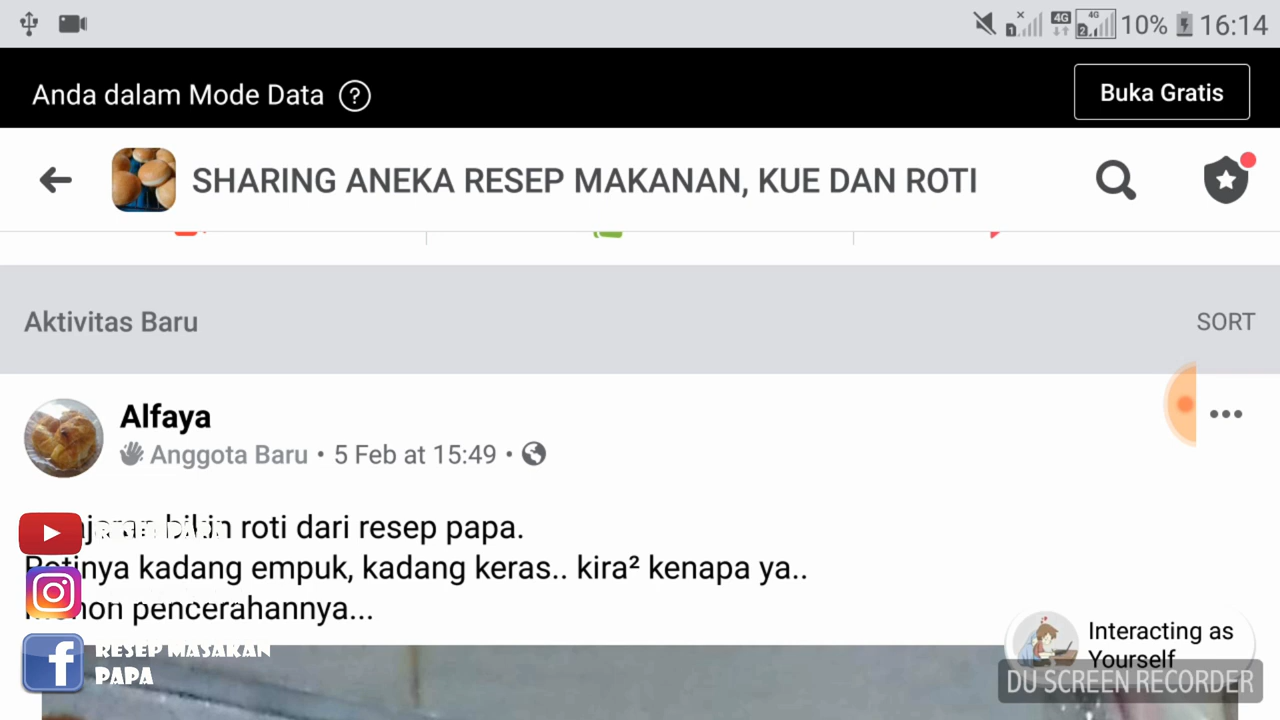 4G 4G 10% 16:14
Anda dalam Mode Data ? Buka Gratis
SHARING ANEKA RESEP MAKANAN, KUE DAN ROTI
Aktivitas Baru SORT
Alfaya
Anggota Baru • 5 Feb at 15:49 •
roti dari resep papa.
kadang empuk, kadang keras.. kira² kenapa ya..
pencerahannya...
Interacting as
Yourself
RESEP MASAKAN
PAPA
DU SCREEN RECORDER